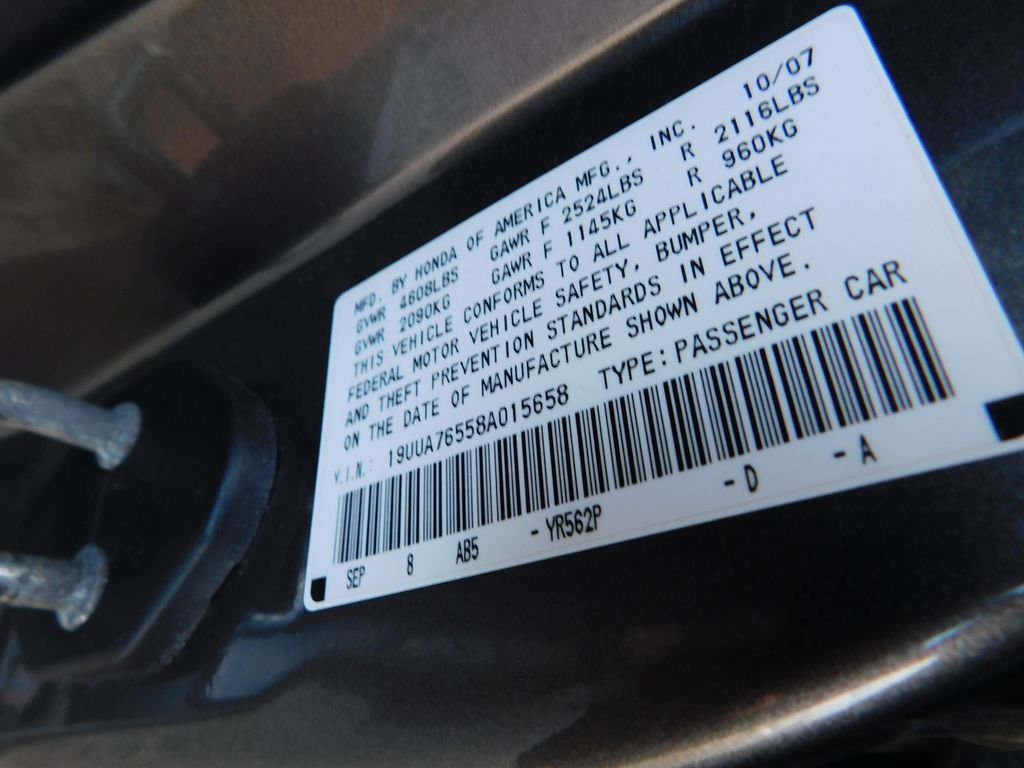 MFD. BY HONDA OF AMERICA MFG., INC. 10/07
GVWR 4608LBS GAWR F 2524LBS R 2116LBS
GVWR 2090KG GAWR F 1145KG R 960KG
THIS VEHICLE CONFORMS TO ALL APPLICABLE
FEDERAL MOTOR VEHICLE SAFETY, BUMPER,
AND THEFT PREVENTION STANDARDS IN EFFECT
ON THE DATE OF MANUFACTURE SHOWN ABOVE.
V.I.N.: 19UUA76558A015658 TYPE:PASSENGER CAR
SEP 8 AB5 -YR562P -D -A